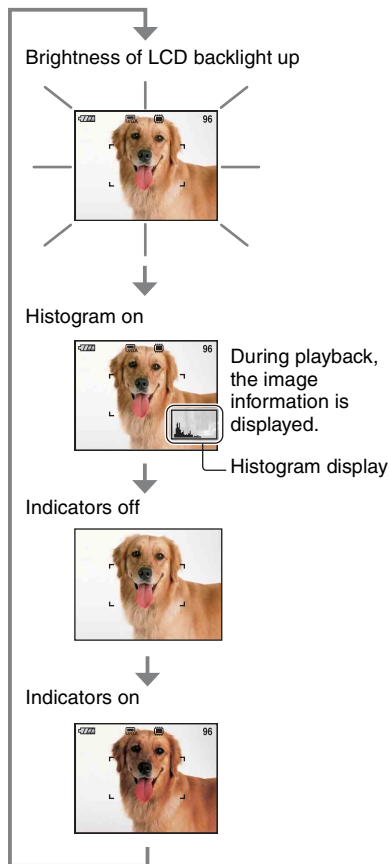 Brightness of LCD backlight up
96
Histogram on
96
During playback,
the image
information is
displayed.
Histogram display
Indicators off
Indicators on
96